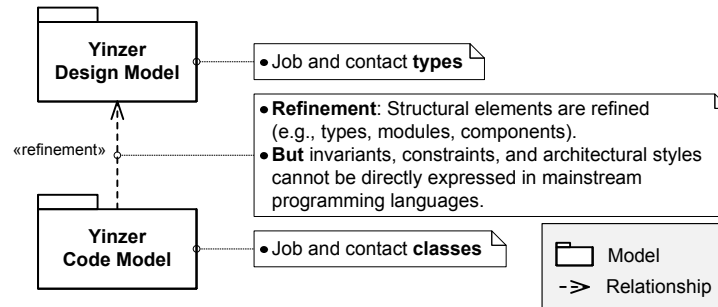 Yinzer
Design Model
● Job and contact types
● Refinement: Structural elements are refined
(e.g., types, modules, components).
● But invariants, constraints, and architectural styles
cannot be directly expressed in mainstream
programming languages.
«refinement»
Yinzer
Code Model
● Job and contact classes
Model
Relationship